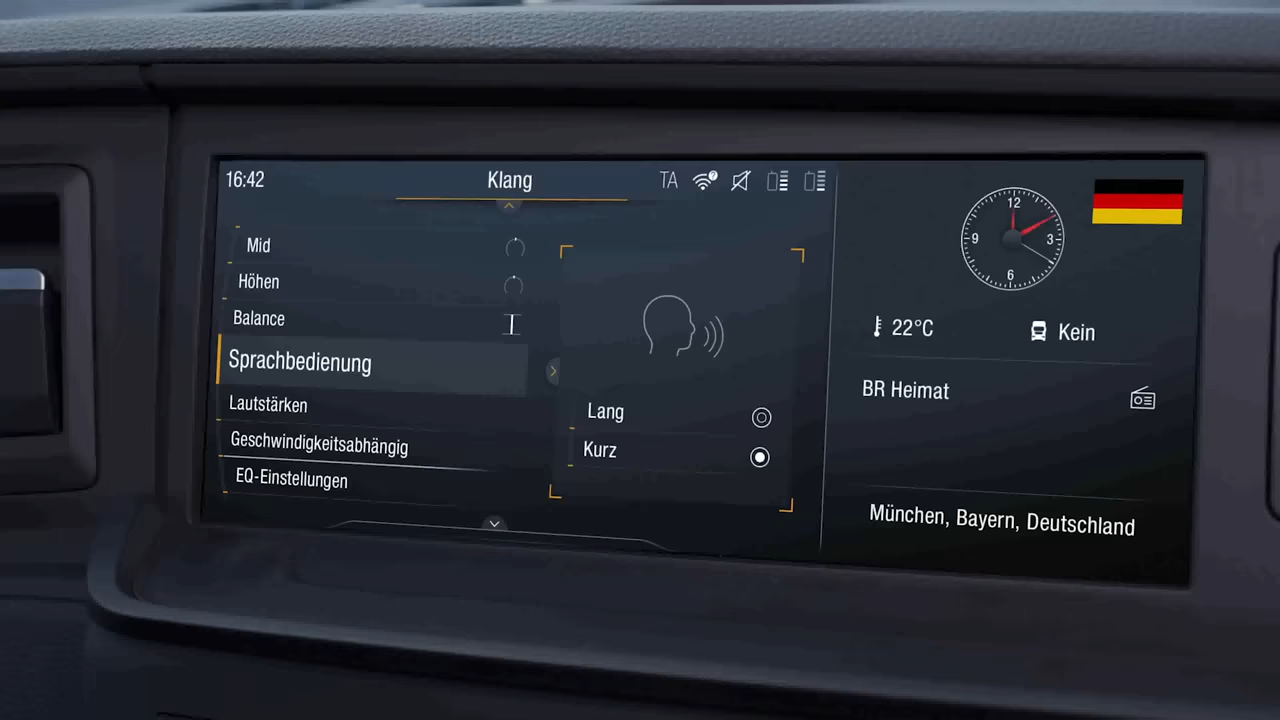 16:42
Klang
TA
Mid
Höhen
Balance
Sprachbedienung
Lautstärken
Geschwindigkeitsabhängig
EQ-Einstellungen
Lang
Kurz
12
3
6
9
22°C
Kein
BR Heimat
München, Bayern, Deutschland